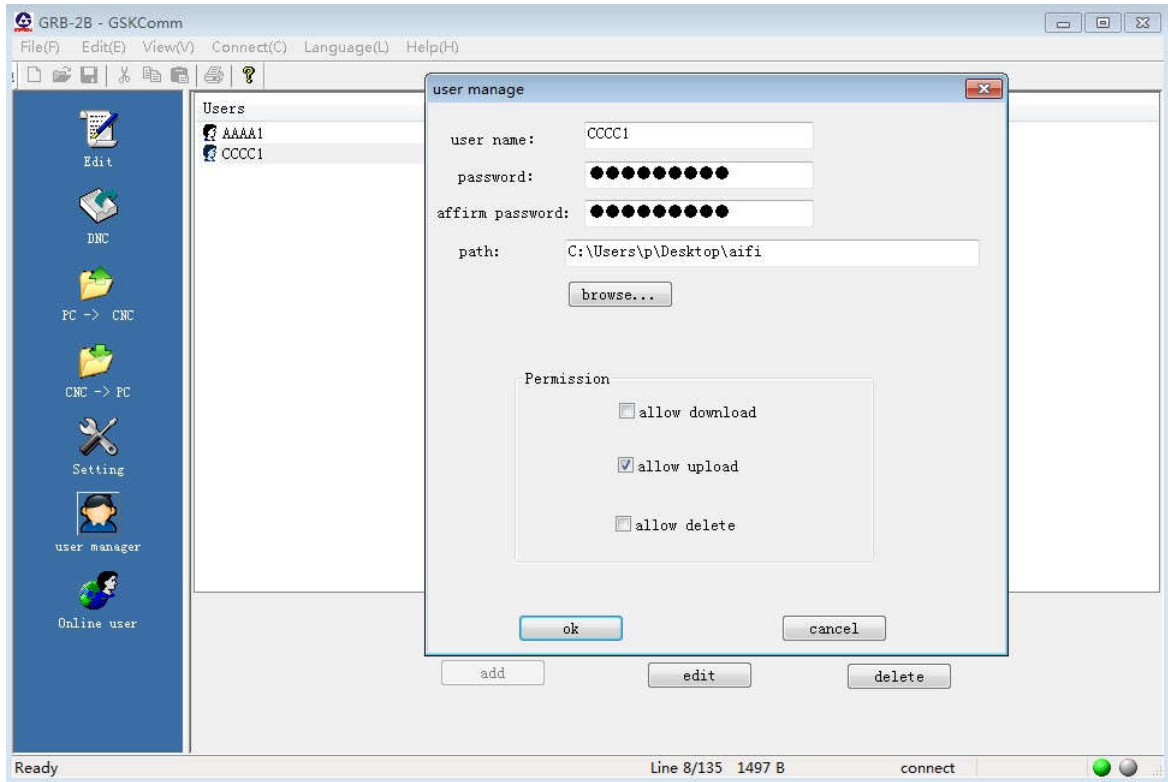 GRB-2B - GSKComm
File(F) Edit(E) View(V) Connect(C) Language(L) Help(H)
Edit
DNC
PC -> CNC
CNC -> PC
Setting
user manager
Online user
Users
AAAA1
CCCC1
user manage
user name: CCCC1
password: ●●●●●●●●●
affirm password: ●●●●●●●●●
path: C:\Users\p\Desktop\aifi
browse...
Permission
allow download
allow upload
allow delete
ok cancel
add edit delete
Ready Line 8/135 1497 B connect